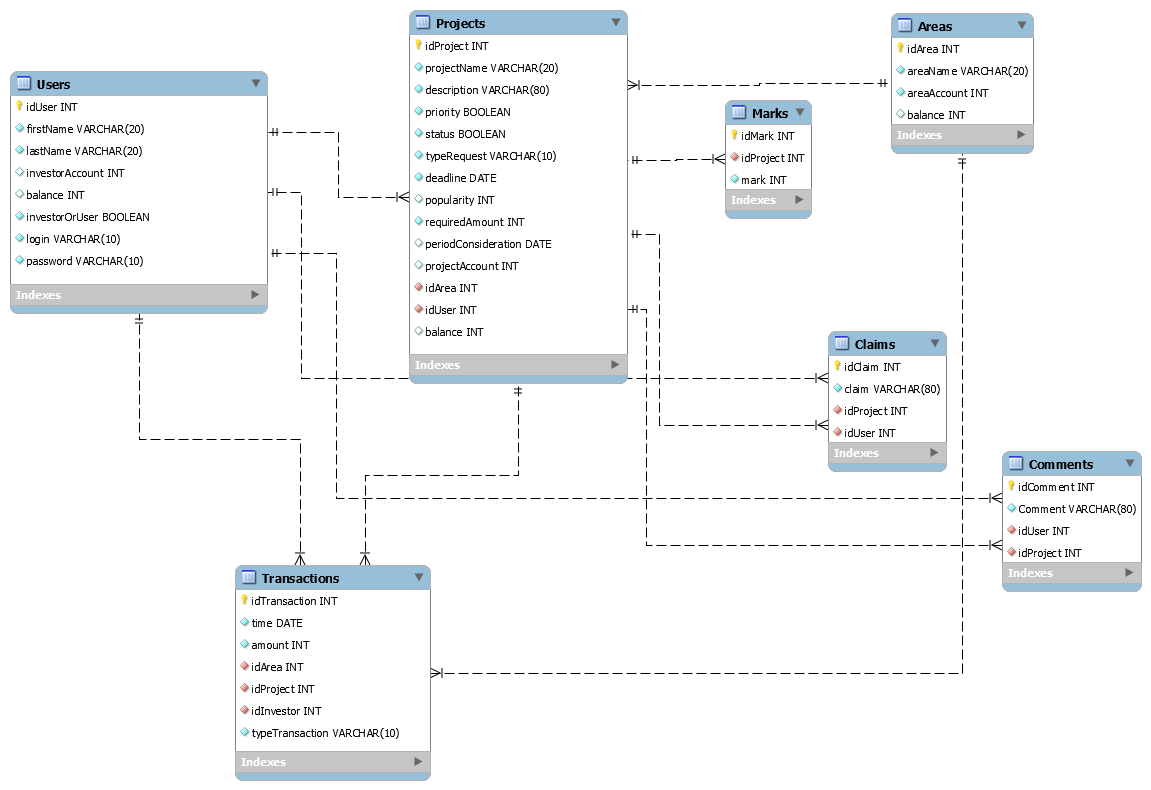 Users
idUser INT
firstName VARCHAR(20)
lastName VARCHAR(20)
investorAccount INT
balance INT
investorOrUser BOOLEAN
login VARCHAR(10)
password VARCHAR(10)
Indexes
Projects
idProject INT
projectName VARCHAR(20)
description VARCHAR(80)
priority BOOLEAN
status BOOLEAN
typeRequest VARCHAR(10)
deadline DATE
popularity INT
requiredAmount INT
periodConsideration DATE
projectAccount INT
idArea INT
idUser INT
balance INT
Indexes
Marks
idMark INT
idProject INT
mark INT
Indexes
Areas
idArea INT
areaName VARCHAR(20)
areaAccount INT
balance INT
Indexes
Claims
idClaim INT
claim VARCHAR(80)
idProject INT
idUser INT
Indexes
Comments
idComment INT
Comment VARCHAR(80)
idUser INT
idProject INT
Indexes
Transactions
idTransaction INT
time DATE
amount INT
idArea INT
idProject INT
idInvestor INT
typeTransaction VARCHAR(10)
Indexes